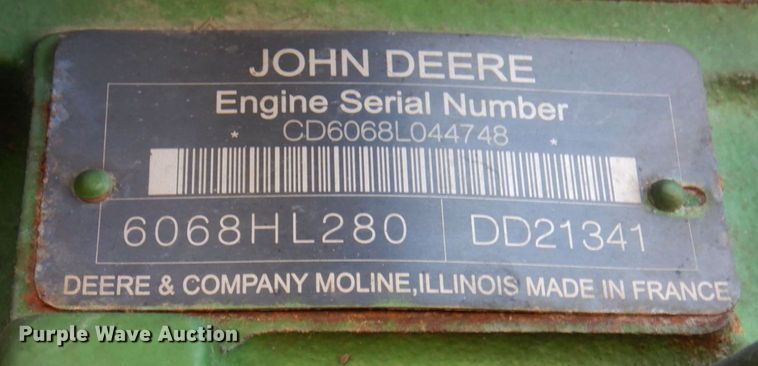 JOHN DEERE
Engine Serial Number
* CD6068L044748 *
6068HL280 DD21341
DEERE & COMPANY MOLINE,ILLINOIS MADE IN FRANCE
Purple Wave Auction